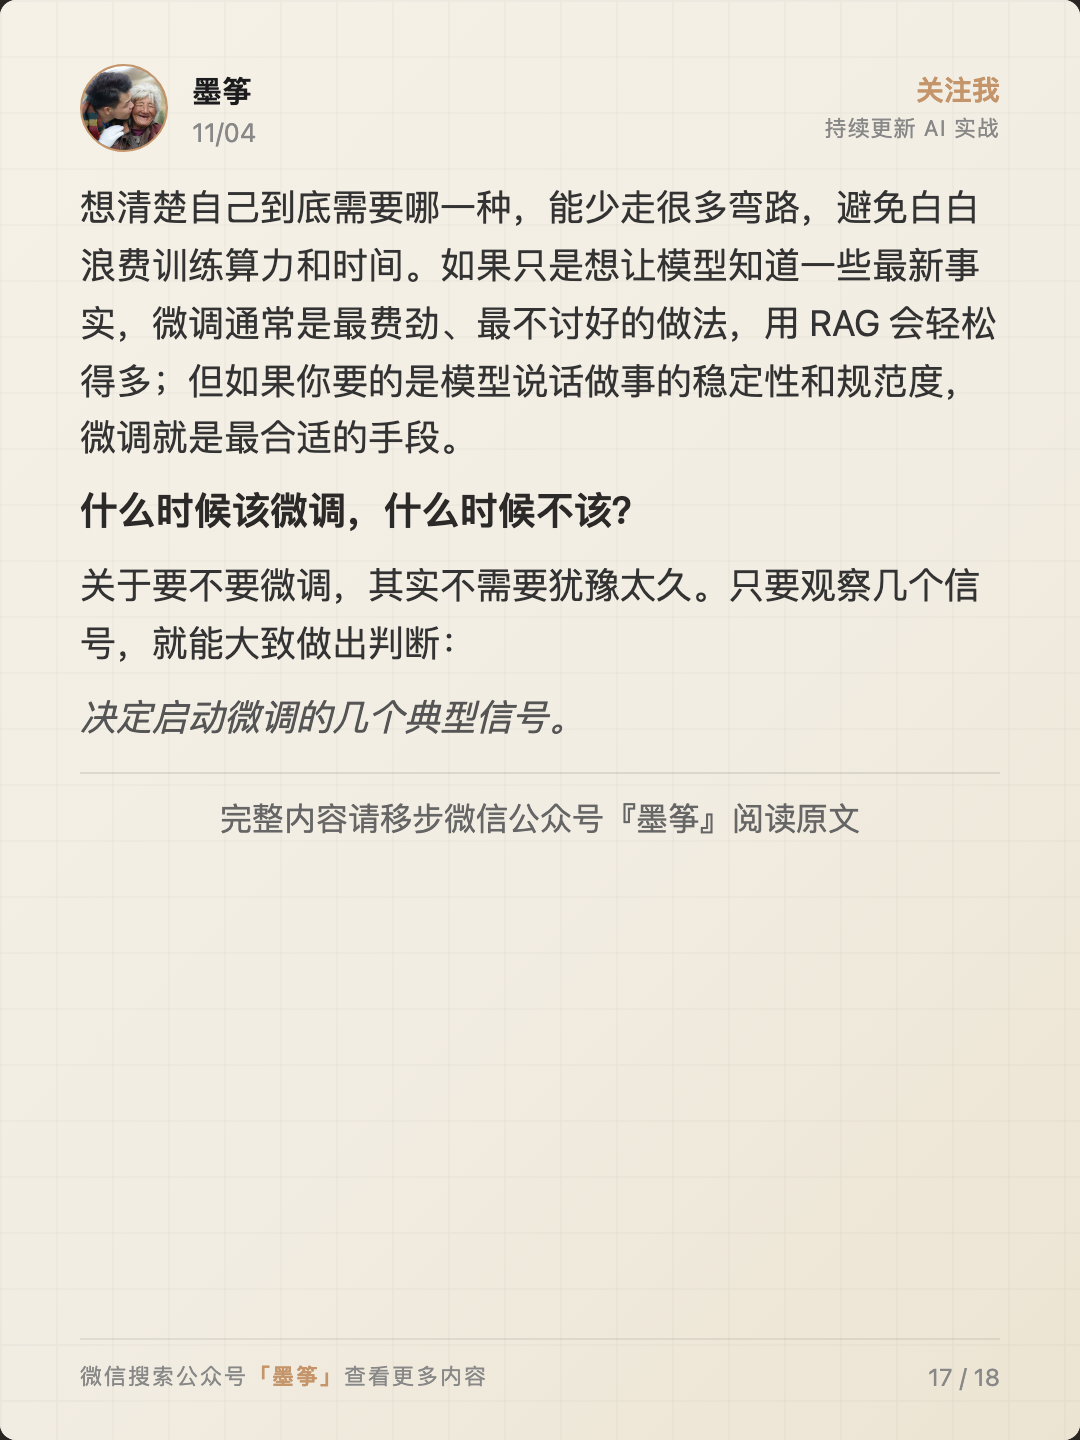 墨筝
11/04
关注我
持续更新 AI 实战
想清楚自己到底需要哪一种，能少走很多弯路，避免白白
浪费训练算力和时间。如果只是想让模型知道一些最新事
实，微调通常是最费劲、最不讨好的做法，用 RAG 会轻松
得多；但如果你要的是模型说话做事的稳定性和规范度，
微调就是最合适的手段。
什么时候该微调，什么时候不该？
关于要不要微调，其实不需要犹豫太久。只要观察几个信
号，就能大致做出判断：
决定启动微调的几个典型信号。
完整内容请移步微信公众号『墨筝』阅读原文
微信搜索公众号「墨筝」查看更多内容
17 / 18